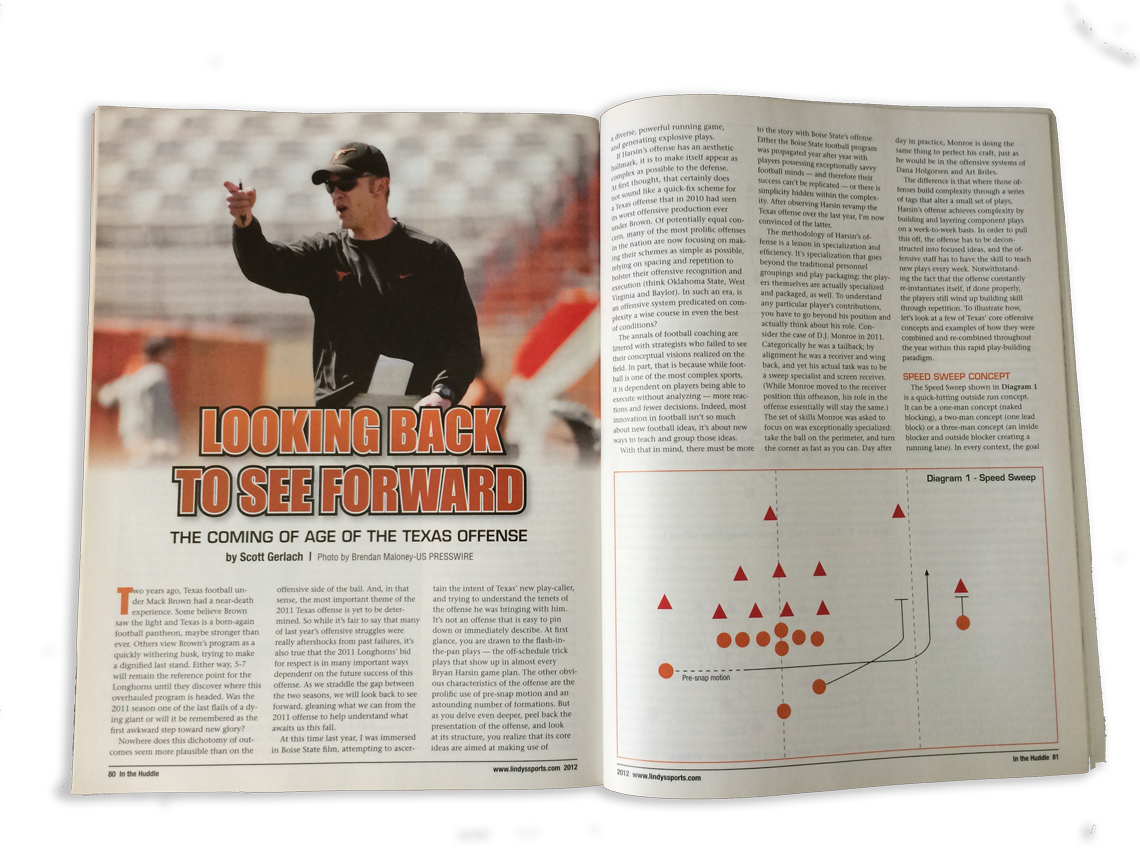 LOOKING BACK
TO SEE FORWARD
THE COMING OF AGE OF THE TEXAS OFFENSE
by Scott Gerlach | Photo by Brendan Maloney-US PRESSWIRE
Two years ago, Texas football un-
der Mack Brown had a near-death
experience. Some believe Brown
saw the light and Texas is a born-again
football pantheon, maybe stronger than
ever. Others view Brown's program as a
quickly withering husk, trying to make
a dignified last stand. Either way, 5-7
will remain the reference point for the
Longhorns until they discover where this
overhauled program is headed. Was the
2011 season one of the last flails of a dy-
ing giant or will it be remembered as the
first awkward step toward new glory?
Nowhere does this dichotomy of out-
comes seem more plausible than on the
offensive side of the ball. And, in that
sense, the most important theme of the
2011 Texas offense is yet to be deter-
mined. So while it's fair to say that many
of last year's offensive struggles were
really aftershocks from past failures, it's
also true that the 2011 Longhorns' bid
for respect is in many important ways
dependent on the future success of this
offense. As we straddle the gap between
the two seasons, we will look back to see
forward, gleaning what we can from the
2011 offense to help understand what
awaits us this fall.
At this time last year, I was immersed
in Boise State film, attempting to ascer-
tain the intent of Texas' new play-caller,
and trying to understand the tenets of
the offense he was bringing with him.
It's not an offense that is easy to pin
down or immediately describe. At first
glance, you are drawn to the flash-in-
the-pan plays — the off-schedule trick
plays that show up in almost every
Bryan Harsin game plan. The other obvi-
ous characteristics of the offense are the
prolific use of pre-snap motion and an
astounding number of formations. But
as you delve even deeper, peel back the
presentation of the offense, and look
at its structure, you realize that its core
ideas are aimed at making use of
80 In the Huddle
www.lindyssports.com 2012
a diverse, powerful running game,
and generating explosive plays.
If Harsin's offense has an aesthetic
hallmark, it is to make itself appear as
complex as possible to the defense.
At first thought, that certainly does
not sound like a quick-fix scheme for
a Texas offense that in 2010 had seen
its worst offensive production ever
under Brown. Of potentially equal con-
cern, many of the most prolific offenses
in the nation are now focusing on mak-
ing their schemes as simple as possible,
relying on spacing and repetition to
bolster their offensive recognition and
execution (think Oklahoma State, West
Virginia and Baylor). In such an era, is
an offensive system predicated on com-
plexity a wise course in even the best
of conditions?
The annals of football coaching are
littered with strategists who failed to see
their conceptual visions realized on the
field. In part, that is because while foot-
ball is one of the most complex sports,
it is dependent on players being able to
execute without analyzing — more reac-
tions and fewer decisions. Indeed, most
innovation in football isn't so much
about new football ideas, it's about new
ways to teach and group those ideas.
With that in mind, there must be more
to the story with Boise State's offense.
Either the Boise State football program
was propagated year after year with
players possessing exceptionally savvy
football minds — and therefore their
success can't be replicated — or there is
simplicity hidden within the complex-
ity. After observing Harsin revamp the
Texas offense over the last year, I'm now
convinced of the latter.
The methodology of Harsin's of-
fense is a lesson in specialization and
efficiency. It's specialization that goes
beyond the traditional personnel
groupings and play packaging; the play-
ers themselves are actually specialized
and packaged, as well. To understand
any particular player's contributions,
you have to go beyond his position and
actually think about his role. Con-
sider the case of D.J. Monroe in 2011.
Categorically he was a tailback; by
alignment he was a receiver and wing
back, and yet his actual task was to be
a sweep specialist and screen receiver.
(While Monroe moved to the receiver
position this offseason, his role in the
offense essentially will stay the same.)
The set of skills Monroe was asked to
focus on was exceptionally specialized:
take the ball on the perimeter, and turn
the corner as fast as you can. Day after
day in practice, Monroe is doing the
same thing to perfect his craft, just as
he would be in the offensive systems of
Dana Holgorsen and Art Briles.
The difference is that where those of-
fenses build complexity through a series
of tags that alter a small set of plays,
Harsin's offense achieves complexity by
building and layering component plays
on a week-to-week basis. In order to pull
this off, the offense has to be decon-
structed into focused ideas, and the of-
fensive staff has to have the skill to teach
new plays every week. Notwithstand-
ing the fact that the offense constantly
re-instantiates itself, if done properly,
the players still wind up building skill
through repetition. To illustrate how,
let's look at a few of Texas' core offensive
concepts and examples of how they were
combined and re-combined throughout
the year within this rapid play-building
paradigm.
SPEED SWEEP CONCEPT
The Speed Sweep shown in Diagram 1
is a quick-hitting outside run concept.
It can be a one-man concept (naked
blocking), a two-man concept (one lead
block) or a three-man concept (an inside
blocker and outside blocker creating a
running lane). In every context, the goal
Diagram 1 - Speed Sweep
Pre-snap motion
2012 www.lindyssports.com
In the Huddle 81